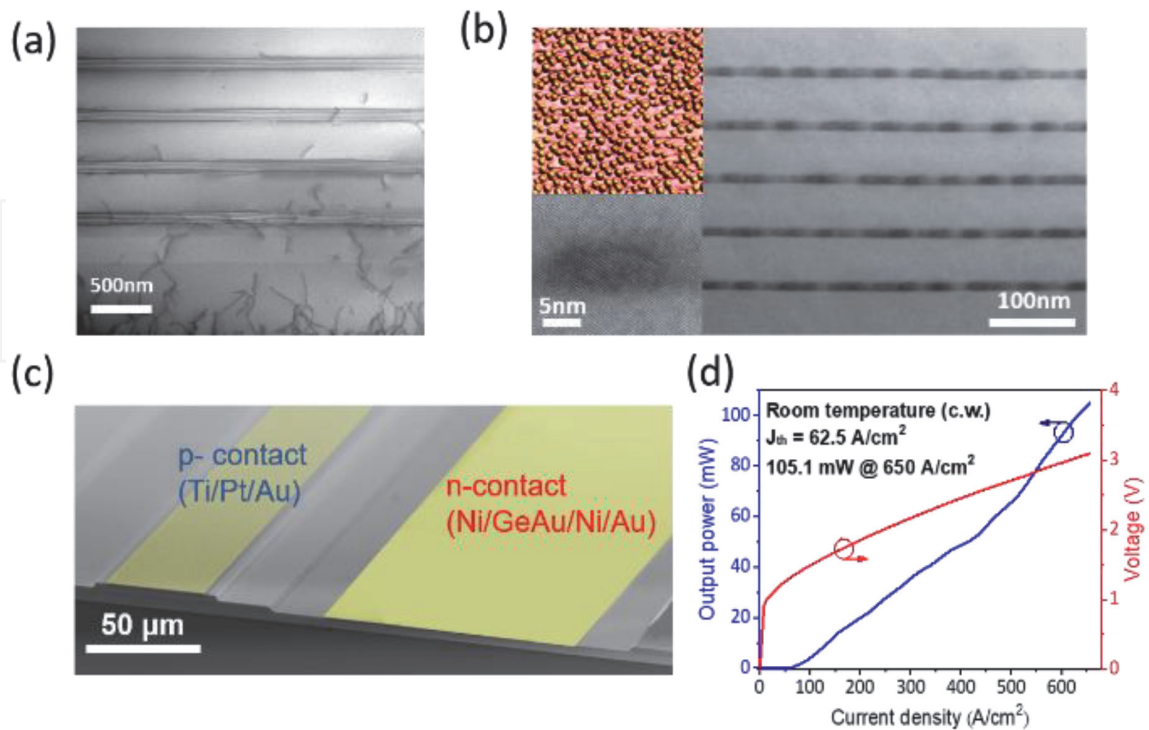 (a)
500nm
(b)
5nm
100nm
(c)
p- contact
(Ti/Pt/Au)
n-contact
(Ni/GeAu/Ni/Au)
50 µm
(d)
Room temperature (c.w.)
Jth = 62.5 A/cm²
105.1 mW @ 650 A/cm²
Output power (mW)
100
80
60
40
20
0
Voltage (V)
4
3
2
1
0
0 100 200 300 400 500 600
Current density (A/cm²)